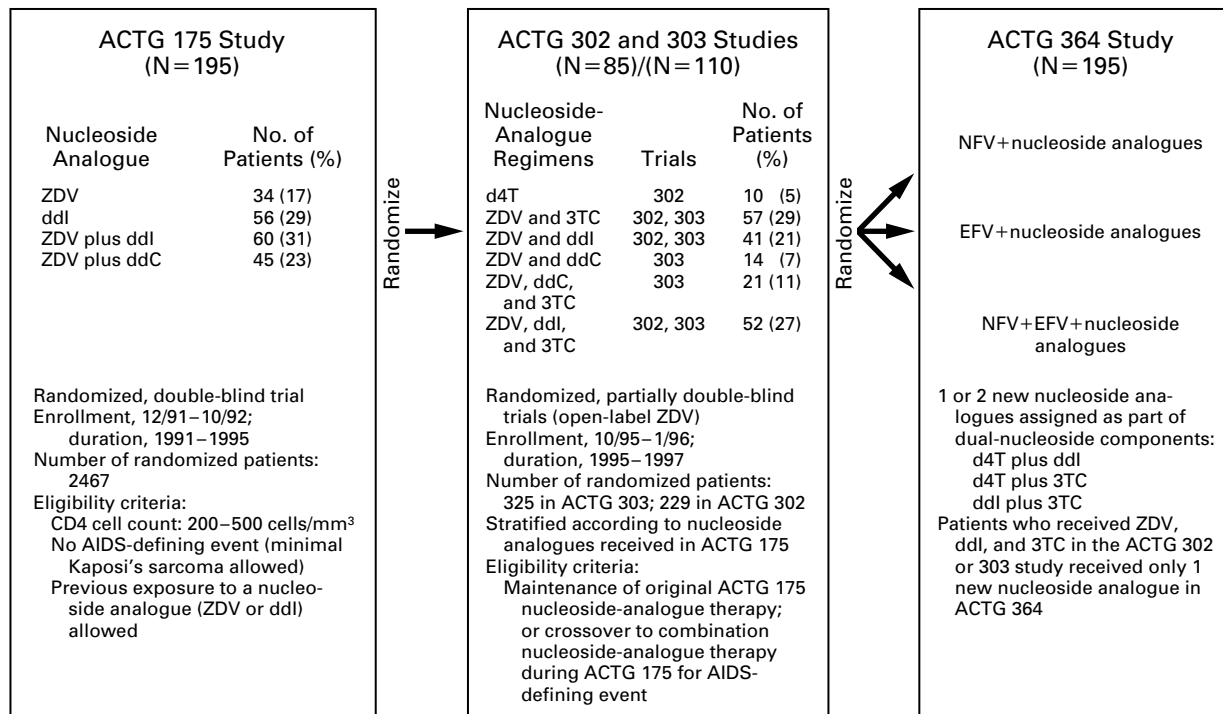 ACTG 175 Study
(N=195)
Nucleoside Analogue No. of Patients (%)
ZDV 34 (17)
ddI 56 (29)
ZDV plus ddI 60 (31)
ZDV plus ddC 45 (23)
Randomized, double-blind trial
Enrollment, 12/91–10/92;
duration, 1991–1995
Number of randomized patients:
2467
Eligibility criteria:
CD4 cell count: 200–500 cells/mm³
No AIDS-defining event (minimal
Kaposi's sarcoma allowed)
Previous exposure to a nucleo-
side analogue (ZDV or ddI)
allowed
Randomize
ACTG 302 and 303 Studies
(N=85)/(N=110)
Nucleoside-
Analogue
Regimens
Trials
No. of
Patients
(%)
d4T 302 10 (5)
ZDV and 3TC 302, 303 57 (29)
ZDV and ddI 302, 303 41 (21)
ZDV and ddC 303 14 (7)
ZDV, ddC, 303 21 (11)
and 3TC
ZDV, ddI, 302, 303 52 (27)
and 3TC
Randomized, partially double-blind
trials (open-label ZDV)
Enrollment, 10/95–1/96;
duration, 1995–1997
Number of randomized patients:
325 in ACTG 303; 229 in ACTG 302
Stratified according to nucleoside
analogues received in ACTG 175
Eligibility criteria:
Maintenance of original ACTG 175
nucleoside-analogue therapy;
or crossover to combination
nucleoside-analogue therapy
during ACTG 175 for AIDS-
defining event
Randomize
ACTG 364 Study
(N=195)
NFV+nucleoside analogues
EFV+nucleoside analogues
NFV+EFV+nucleoside
analogues
1 or 2 new nucleoside ana-
logues assigned as part of
dual-nucleoside components:
d4T plus ddI
d4T plus 3TC
ddI plus 3TC
Patients who received ZDV,
ddI, and 3TC in the ACTG 302
or 303 study received only 1
new nucleoside analogue in
ACTG 364